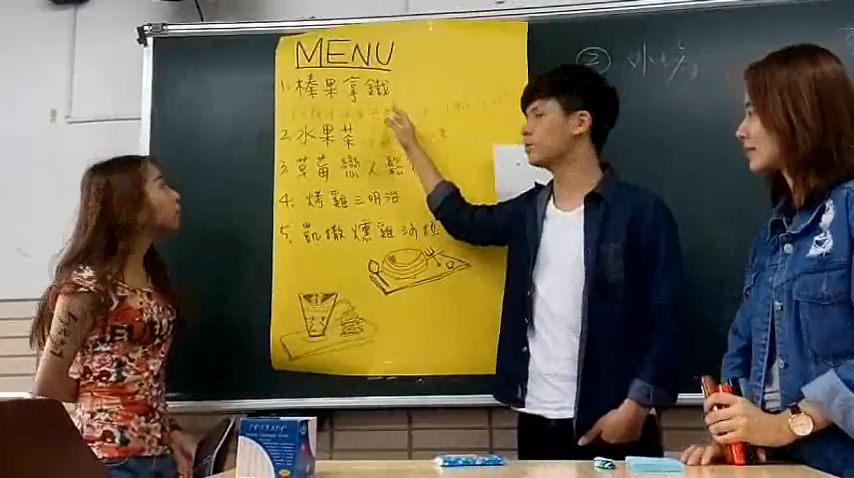 MENU
1. 榛果拿鐵
2. 水果茶
3. 草莓戀人鬆
4. 烤雞三明治
5. 凱撒燻雞沙拉
②